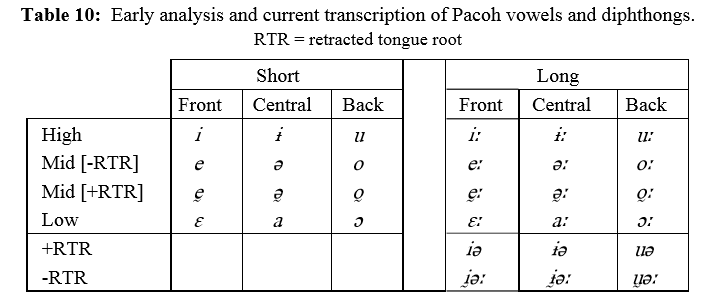 Table 10: Early analysis and current transcription of Pacoh vowels and diphthongs.
RTR = retracted tongue root
Short Long
Front Central Back Front Central Back
High i ɨ u iː ɨː uː
Mid [-RTR] e ə o eː əː oː
Mid [+RTR] e̙ ə̙ o̙ e̙ː ə̙ː o̙ː
Low ɛ a ɔ ɛː aː ɔː
+RTR iə ɨə uə
-RTR i̙əː ɨ̙əː u̙əː